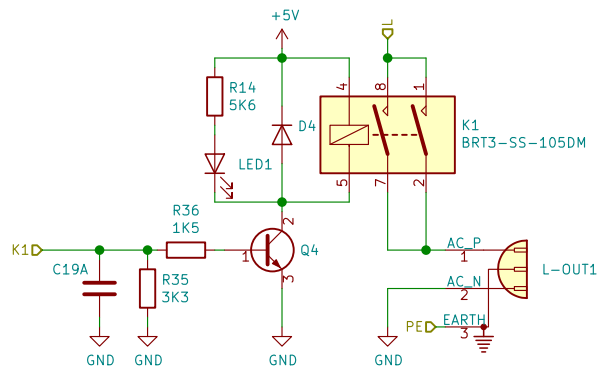 +5V
L
R14
5K6
4
8
1
D4
K1
BRT3-SS-105DM
LED1
5
7
2
R36
1K5
2
Q4
K1
1
AC_P
1
C19A
R35
3K3
3
L-OUT1
AC_N
2
PE
EARTH
3
GND
GND
GND
GND